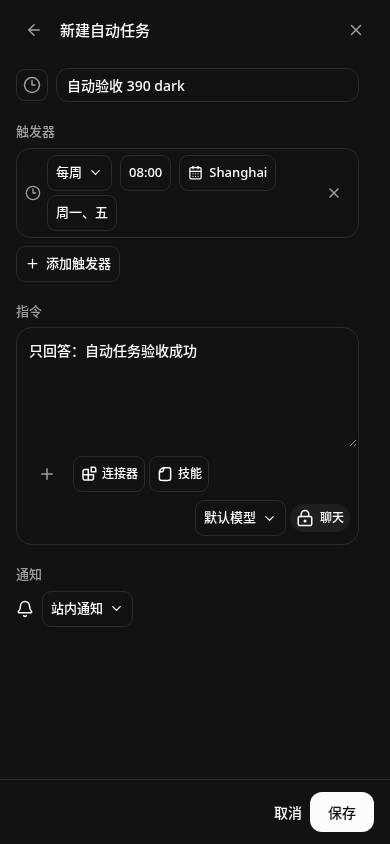 新建自动任务
自动验收 390 dark
触发器
每周 08:00 Shanghai
周一、五
添加触发器
指令
只回答：自动任务验收成功
连接器 技能
默认模型 聊天
通知
站内通知
取消 保存